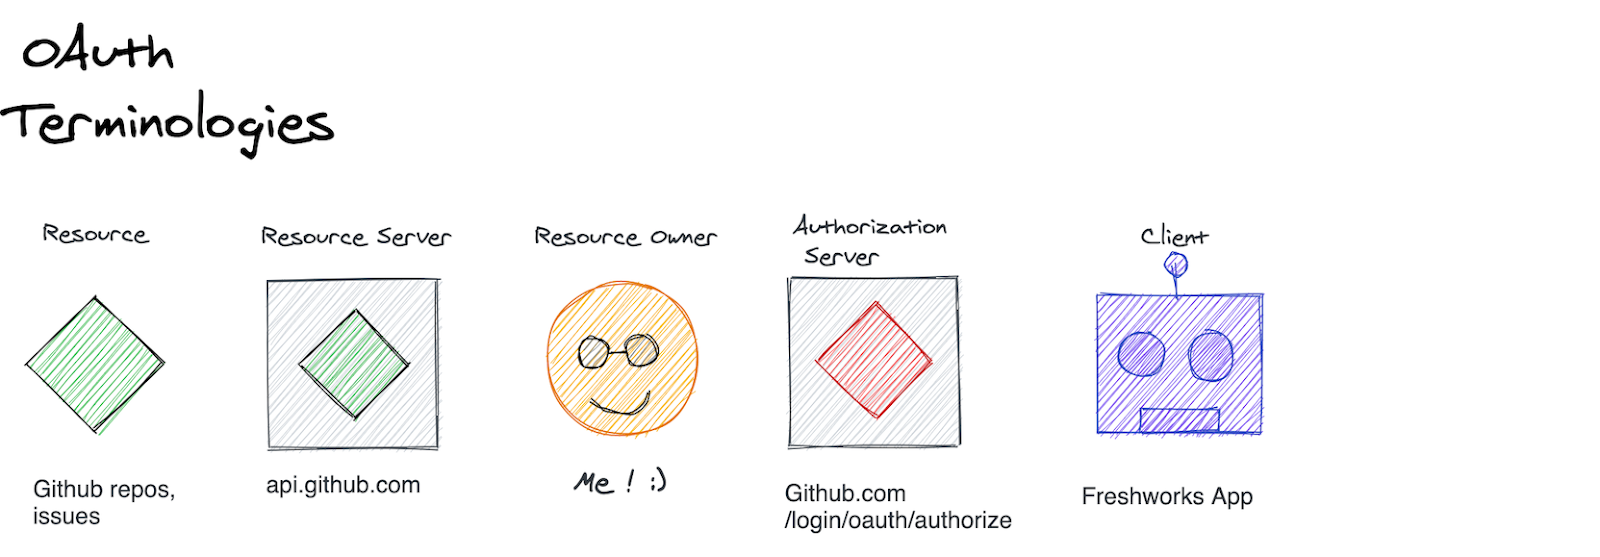 OAuth
Terminologies
Resource
Resource Server
Resource Owner
Authorization
Server
Client
Github repos,
issues
api.github.com
Me ! :)
Github.com
/login/oauth/authorize
Freshworks App